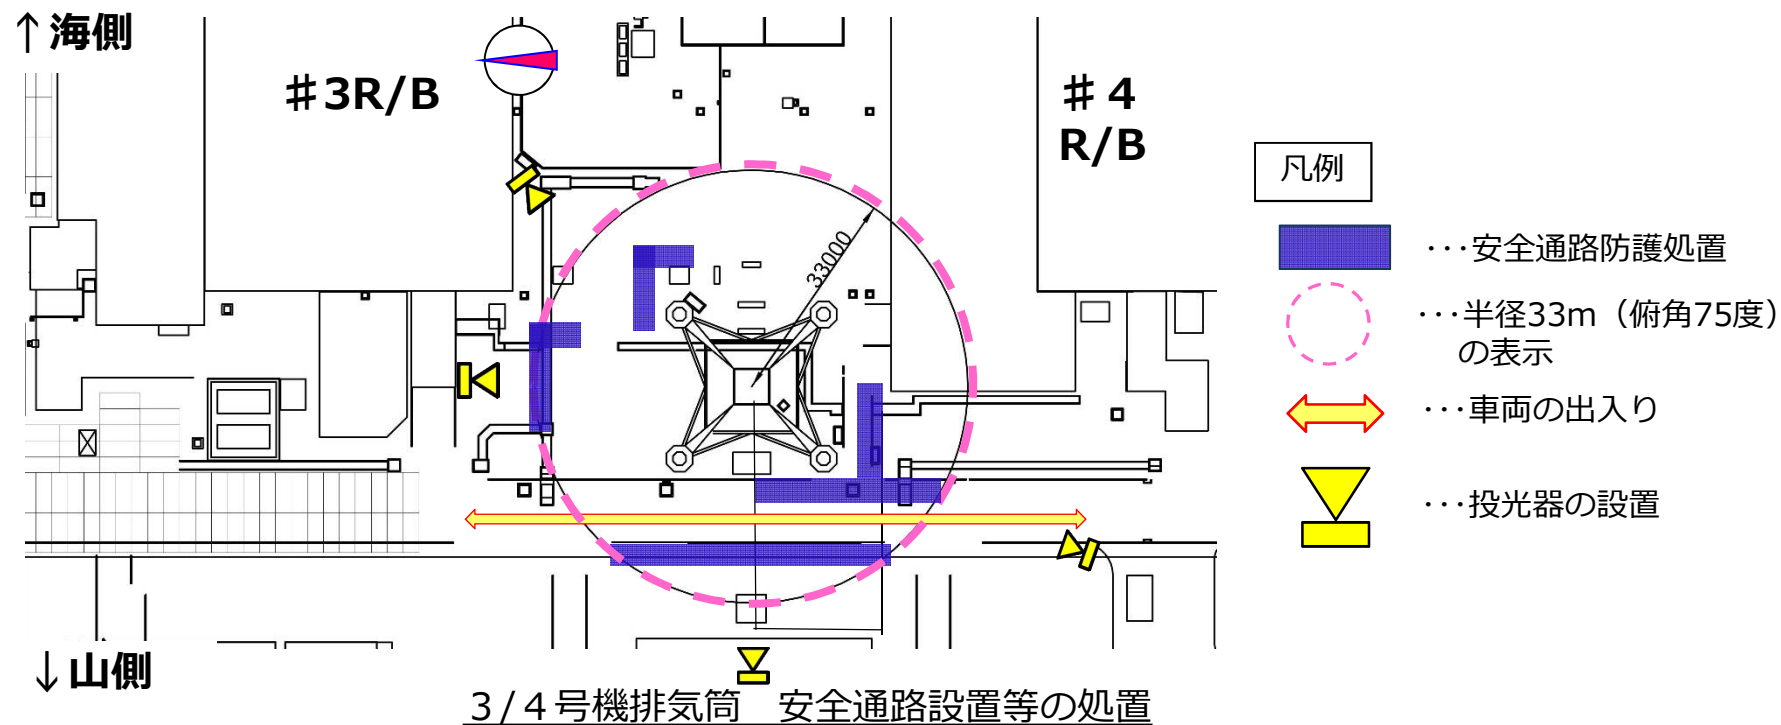 ↑海側
＃3R/B
＃4
R/B
33000
凡例
･･･安全通路防護処置
･･･半径33m（俯角75度）
の表示
･･･車両の出入り
･･･投光器の設置
↓山側
３/４号機排気筒　安全通路設置等の処置